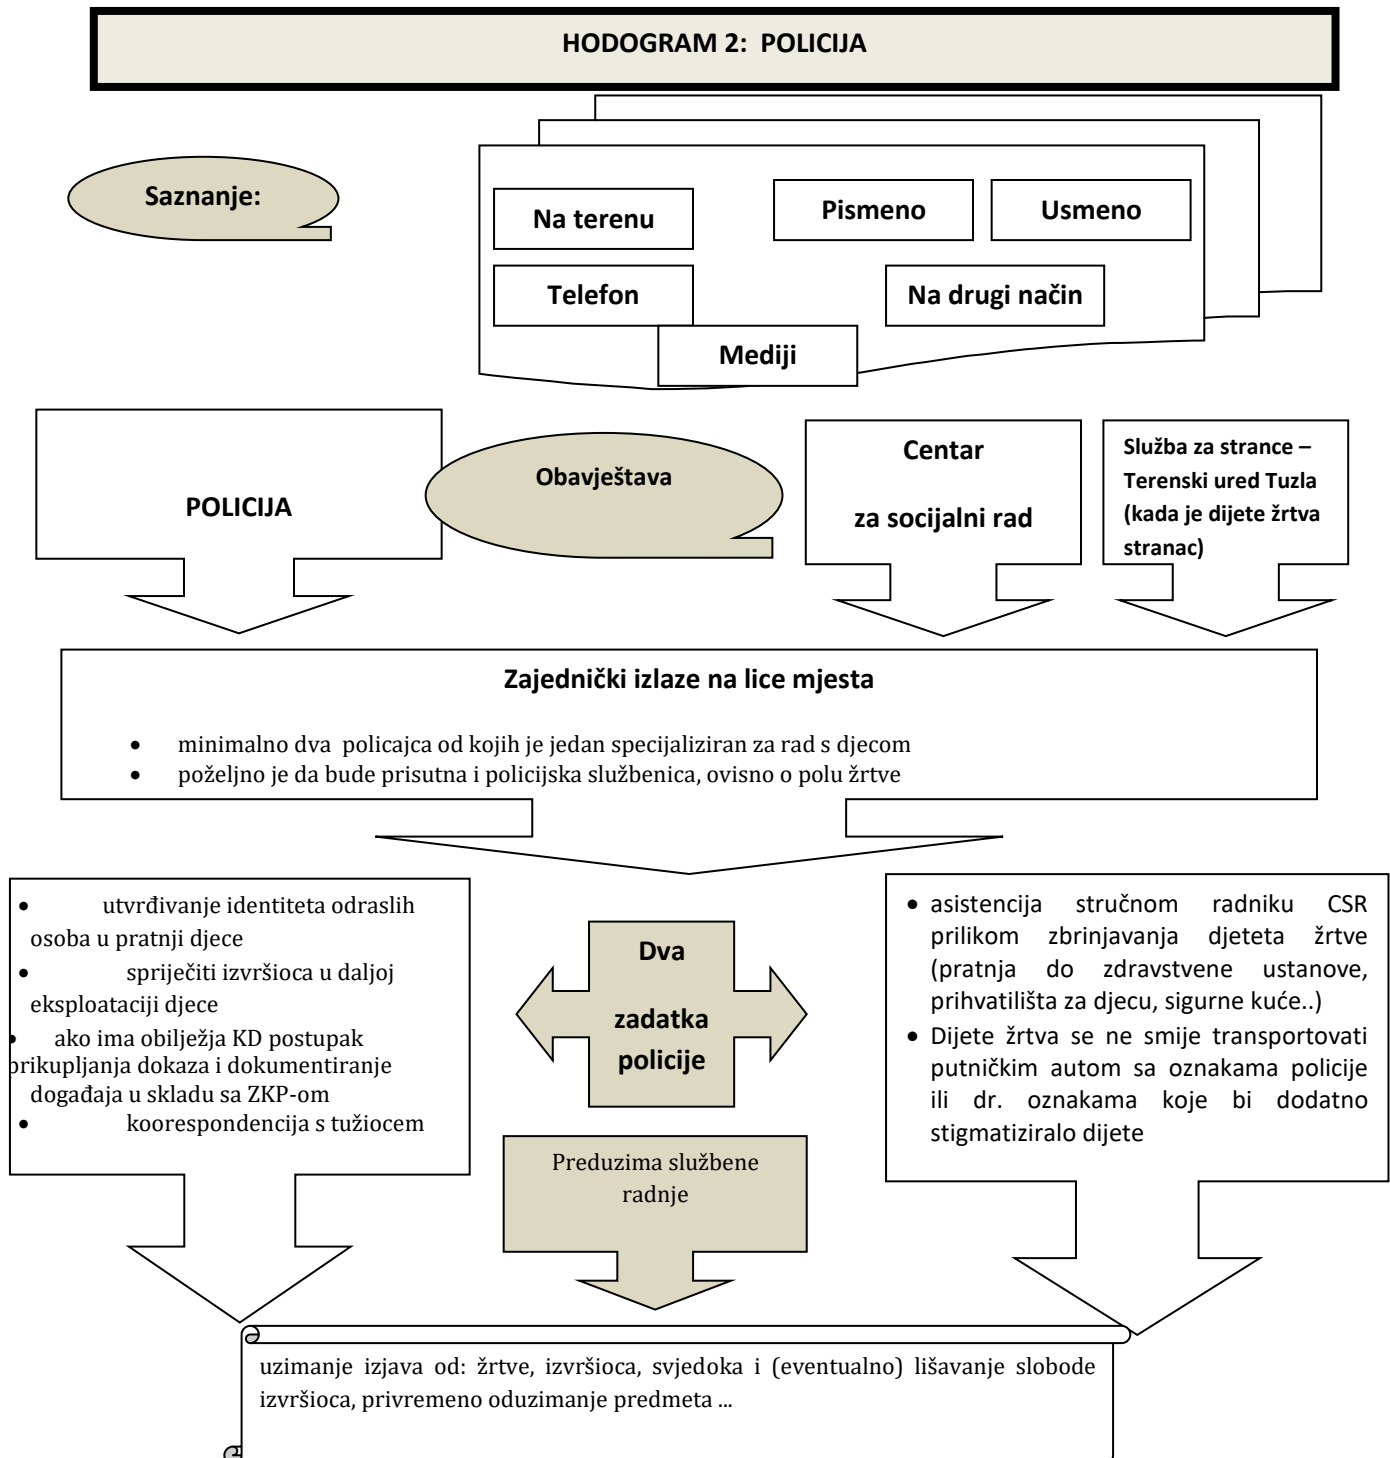 HODOGRAM 2: POLICIJA
Saznanje:
Na terenu
Pismeno
Usmeno
Telefon
Na drugi način
Mediji
POLICIJA
Obavještava
Centar
za socijalni rad
Služba za strance –
Terenski ured Tuzla
(kada je dijete žrtva
stranac)
Zajednički izlaze na lice mjesta
• minimalno dva policajca od kojih je jedan specijaliziran za rad s djecom
• poželjno je da bude prisutna i policijska službenica, ovisno o polu žrtve
• utvrđivanje identiteta odraslih
osoba u pratnji djece
• spriječiti izvršioca u daljoj
eksploataciji djece
• ako ima obilježja KD postupak
prikupljanja dokaza i dokumentiranje
događaja u skladu sa ZKP-om
• koorespondencija s tužiocem
Dva
zadatka
policije
• asistencija stručnom radniku CSR
prilikom zbrinjavanja djeteta žrtve
(pratnja do zdravstvene ustanove,
prihvatilišta za djecu, sigurne kuće..)
• Dijete žrtva se ne smije transportovati
putničkim autom sa oznakama policije
ili dr. oznakama koje bi dodatno
stigmatiziralo dijete
Preduzima službene
radnje
uzimanje izjava od: žrtve, izvršioca, svjedoka i (eventualno) lišavanje slobode
izvršioca, privremeno oduzimanje predmeta ...